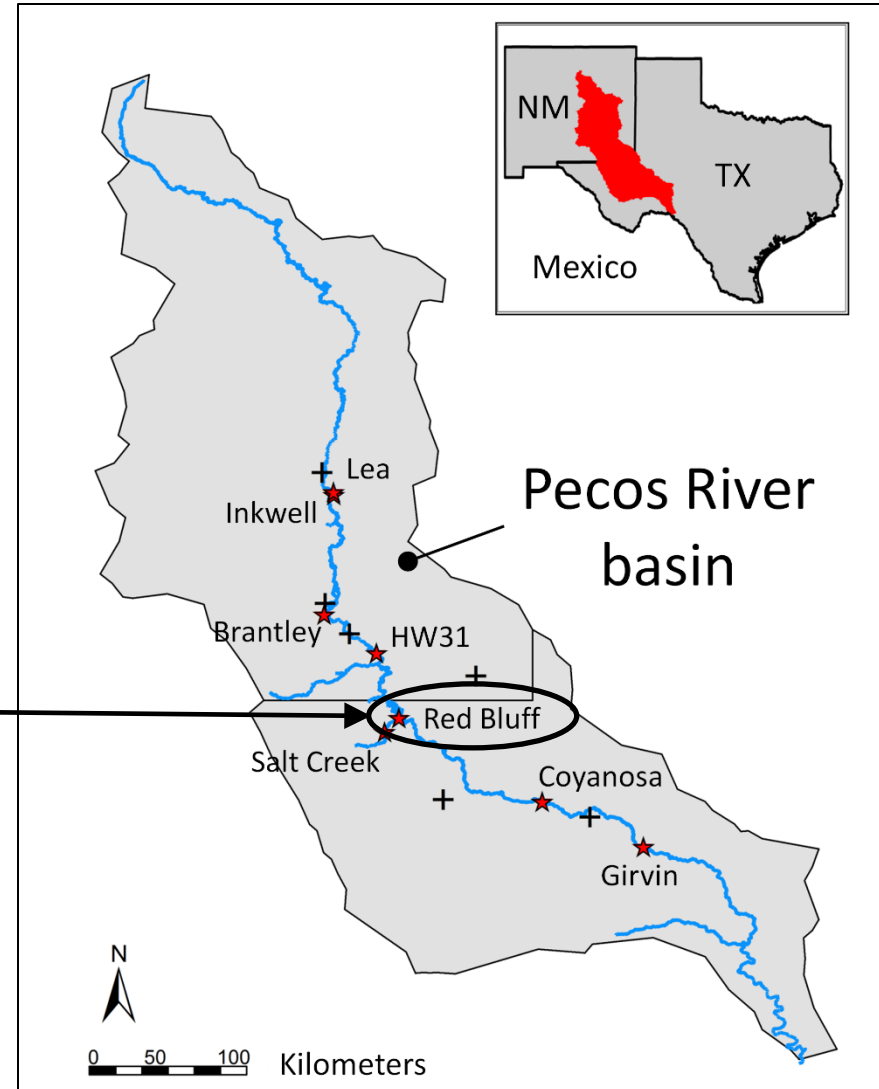 NM
TX
Mexico
Lea
Inkwell
Pecos River
basin
Brantley
HW31
Red Bluff
Salt Creek
Coyanosa
Girvin
N
0 50 100
Kilometers